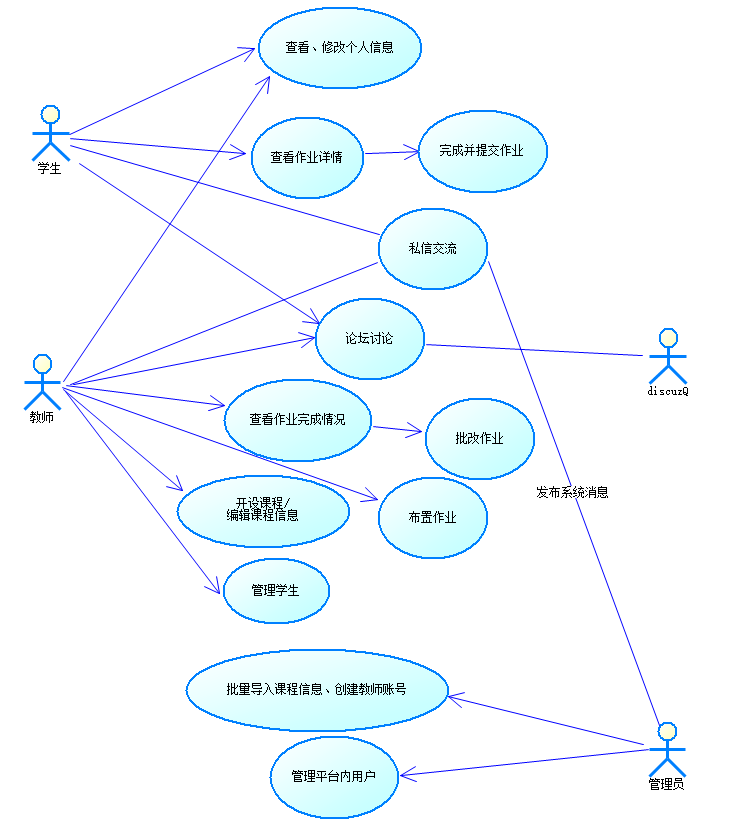 查看、修改个人信息
学生
查看作业详情
完成并提交作业
私信交流
论坛讨论
discuzQ
教师
查看作业完成情况
批改作业
发布系统消息
开设课程/
编辑课程信息
布置作业
管理学生
批量导入课程信息、创建教师账号
管理平台内用户
管理员